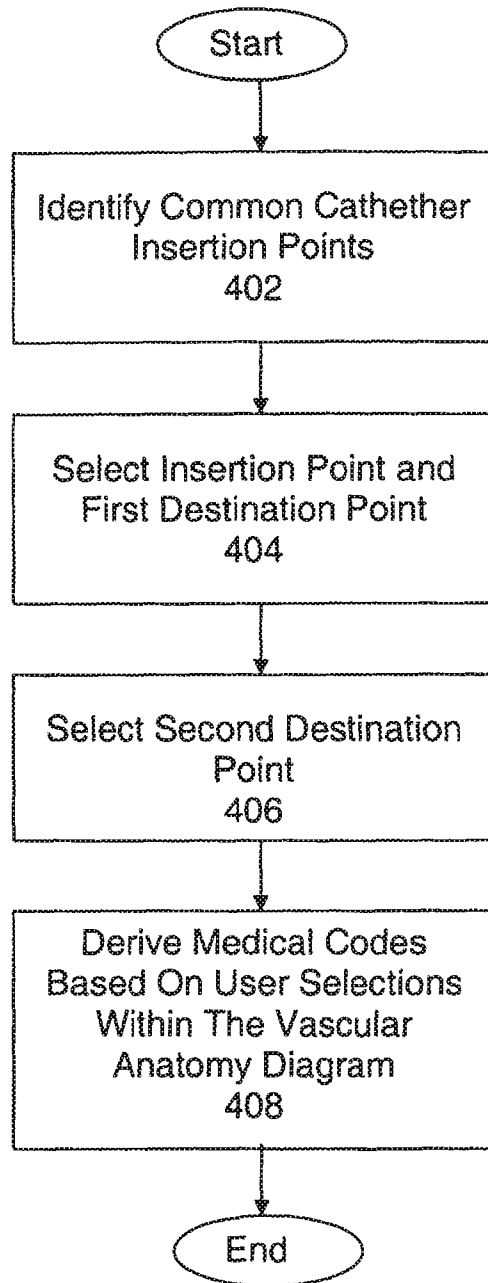 Start
Identify Common Cathether
Insertion Points
402
Select Insertion Point and
First Destination Point
404
Select Second Destination
Point
406
Derive Medical Codes
Based On User Selections
Within The Vascular
Anatomy Diagram
408
End